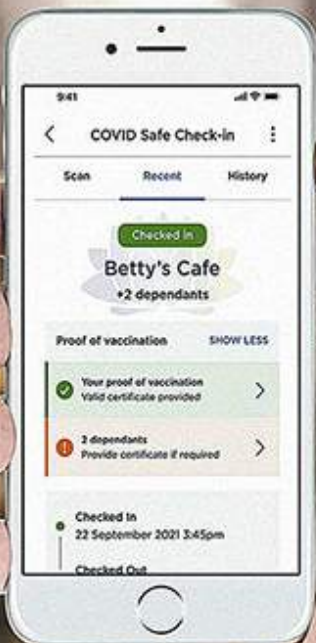 9:41
COVID Safe Check-in
Scan Recent History
Checked in
Betty's Cafe
+2 dependants
Proof of vaccination SHOW LESS
Your proof of vaccination
Valid certificate provided
2 dependants
Provide certificate if required
Checked In
22 September 2021 3:45pm
Checked Out